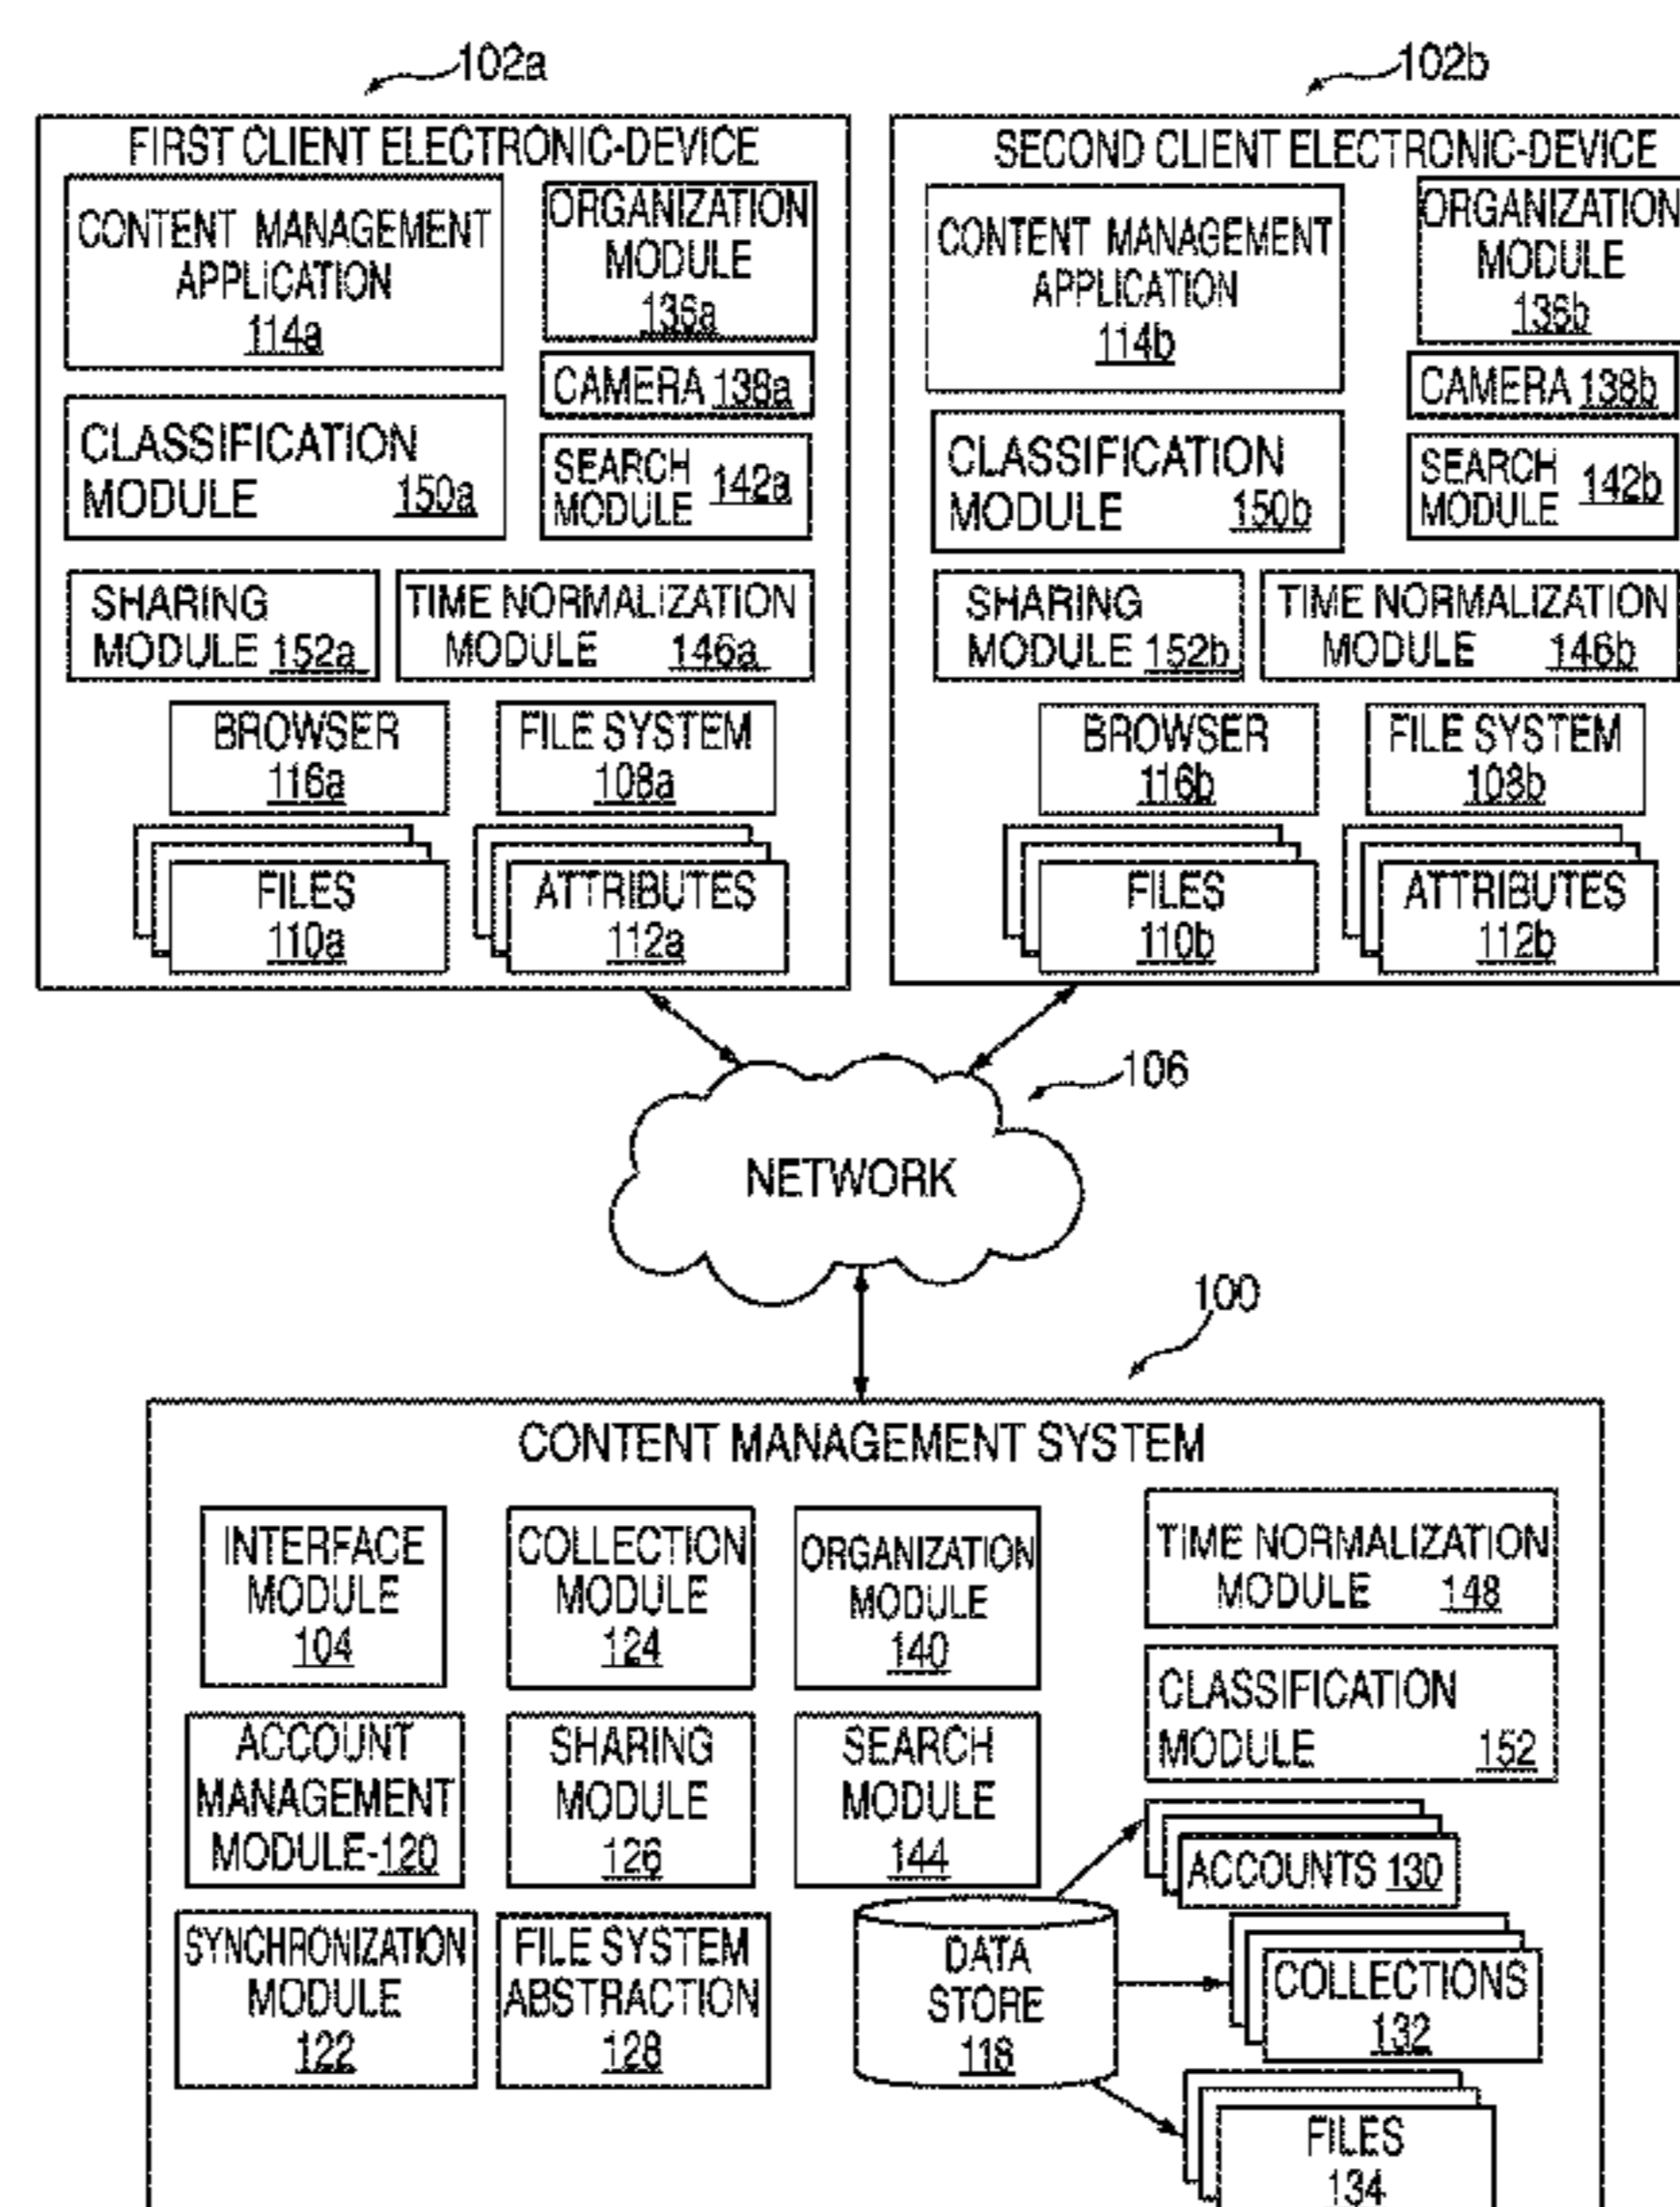 102a
102b
FIRST CLIENT ELECTRONIC-DEVICE
CONTENT MANAGEMENT
APPLICATION
114a
ORGANIZATION
MODULE
136a
CAMERA 138a
CLASSIFICATION
MODULE 150a
SEARCH
MODULE 142a
SHARING
MODULE 152a
TIME NORMALIZATION
MODULE 146a
BROWSER
116a
FILE SYSTEM
108a
FILES
110a
ATTRIBUTES
112a
SECOND CLIENT ELECTRONIC-DEVICE
CONTENT MANAGEMENT
APPLICATION
114b
ORGANIZATION
MODULE
136b
CAMERA 138b
CLASSIFICATION
MODULE 150b
SEARCH
MODULE 142b
SHARING
MODULE 152b
TIME NORMALIZATION
MODULE 146b
BROWSER
116b
FILE SYSTEM
108b
FILES
110b
ATTRIBUTES
112b
106
NETWORK
100
CONTENT MANAGEMENT SYSTEM
INTERFACE
MODULE
104
COLLECTION
MODULE
124
ORGANIZATION
MODULE
140
TIME NORMALIZATION
MODULE 148
ACCOUNT
MANAGEMENT
MODULE-120
SHARING
MODULE
126
SEARCH
MODULE
144
CLASSIFICATION
MODULE 152
SYNCHRONIZATION
MODULE
122
FILE SYSTEM
ABSTRACTION
128
DATA
STORE
118
ACCOUNTS 130
COLLECTIONS
132
FILES
134